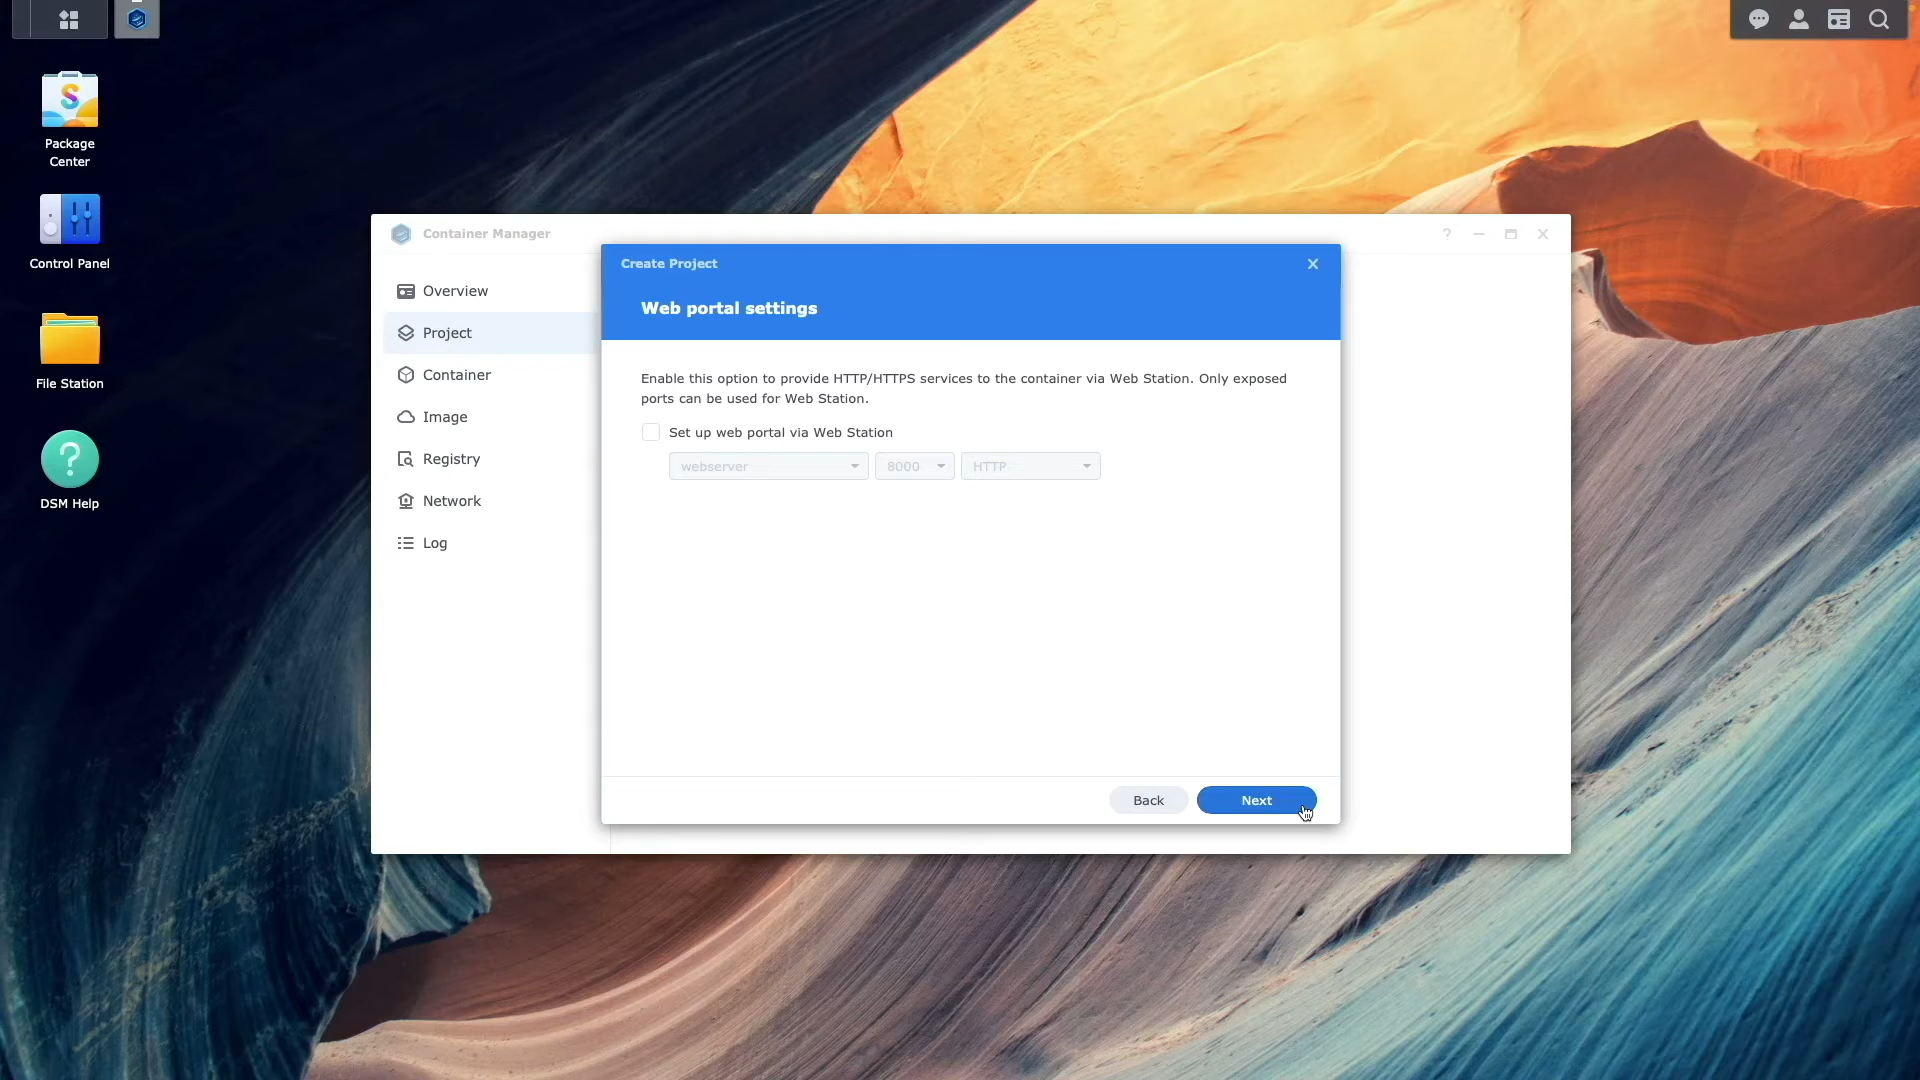 Package
Center
Control Panel
File Station
DSM Help
Container Manager
Overview
Project
Container
Image
Registry
Network
Log
Create Project
Web portal settings
Enable this option to provide HTTP/HTTPS services to the container via Web Station. Only exposed
ports can be used for Web Station.
Set up web portal via Web Station
webserver
8000
HTTP
Back
Next